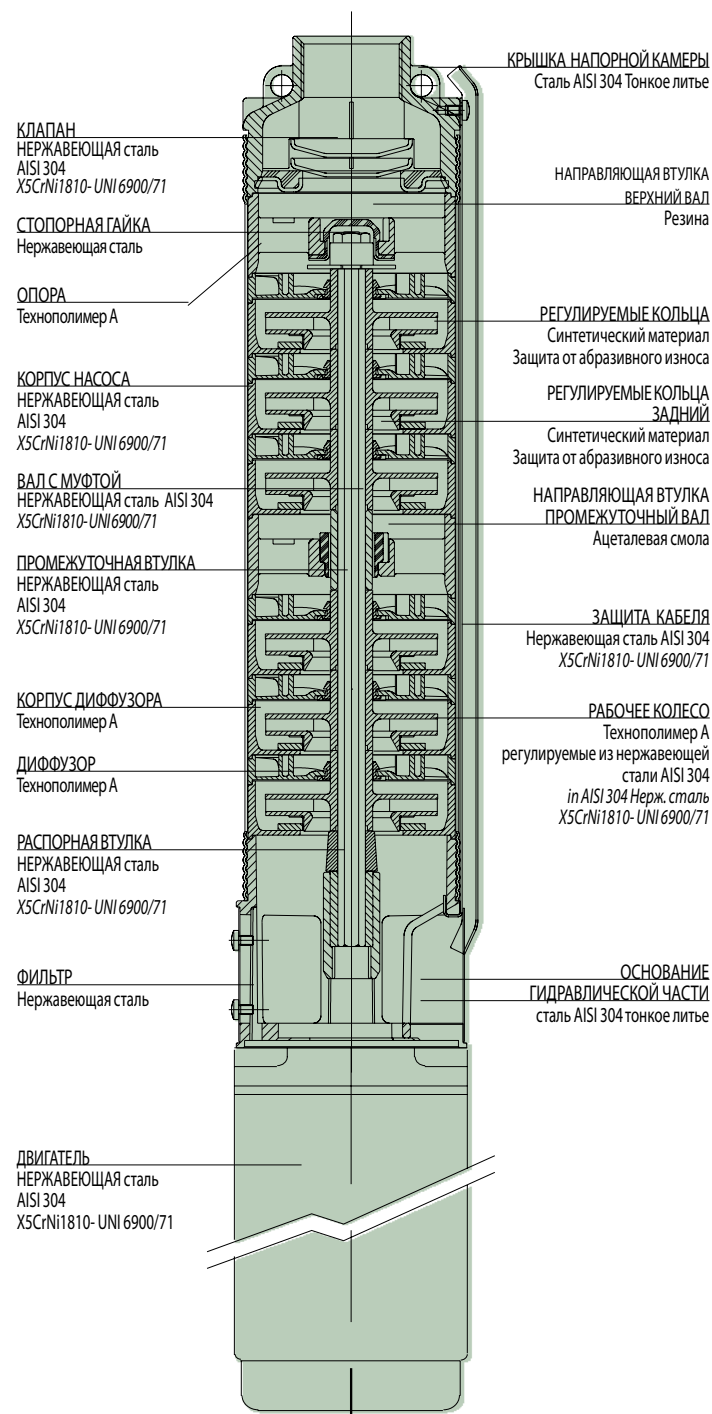 КЛАПАН
НЕРЖАВЕЮЩАЯ сталь
AISI 304
X5CrNi1810- UNI 6900/71
СТОПОРНАЯ ГАЙКА
Нержавеющая сталь
ОПОРА
Технополимер А
КОРПУС НАСОСА
НЕРЖАВЕЮЩАЯ сталь
AISI 304
X5CrNi1810- UNI 6900/71
ВАЛ С МУФТОЙ
НЕРЖАВЕЮЩАЯ сталь AISI 304
X5CrNi1810-UNI6900/71
ПРОМЕЖУТОЧНАЯ ВТУЛКА
НЕРЖАВЕЮЩАЯ сталь
AISI 304
X5CrNi1810- UNI 6900/71
КОРПУС ДИФФУЗОРА
Технополимер А
ДИФФУЗОР
Технополимер А
РАСПОРНАЯ ВТУЛКА
НЕРЖАВЕЮЩАЯ сталь
AISI 304
X5CrNi1810- UNI 6900/71
ФИЛЬТР
Нержавеющая сталь
ДВИГАТЕЛЬ
НЕРЖАВЕЮЩАЯ сталь
AISI 304
X5CrNi1810- UNI 6900/71
КРЫШКА НАПОРНОЙ КАМЕРЫ
Сталь AISI 304 Тонкое литье
НАПРАВЛЯЮЩАЯ ВТУЛКА
ВЕРХНИЙ ВАЛ
Резина
РЕГУЛИРУЕМЫЕ КОЛЬЦА
Синтетический материал
Защита от абразивного износа
РЕГУЛИРУЕМЫЕ КОЛЬЦА
ЗАДНИЙ
Синтетический материал
Защита от абразивного износа
НАПРАВЛЯЮЩАЯ ВТУЛКА
ПРОМЕЖУТОЧНЫЙ ВАЛ
Ацеталевая смола
ЗАЩИТА КАБЕЛЯ
Нержавеющая сталь AISI 304
X5CrNi1810- UNI 6900/71
РАБОЧЕЕ КОЛЕСО
Технополимер А
регулируемые из нержавеющей
стали AISI 304
in AISI 304 Нерж. сталь
X5CrNi1810- UNI 6900/71
ОСНОВАНИЕ
ГИДРАВЛИЧЕСКОЙ ЧАСТИ
сталь AISI 304 тонкое литье